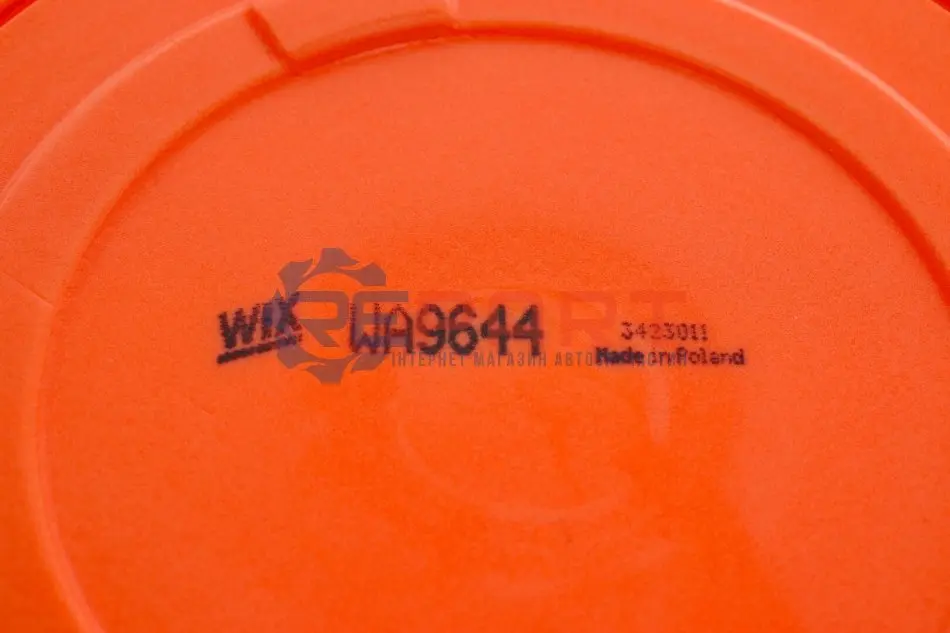 WIX WA9644 3423011
Made in Poland
ІНТЕРНЕТ МАГАЗИН АВТО